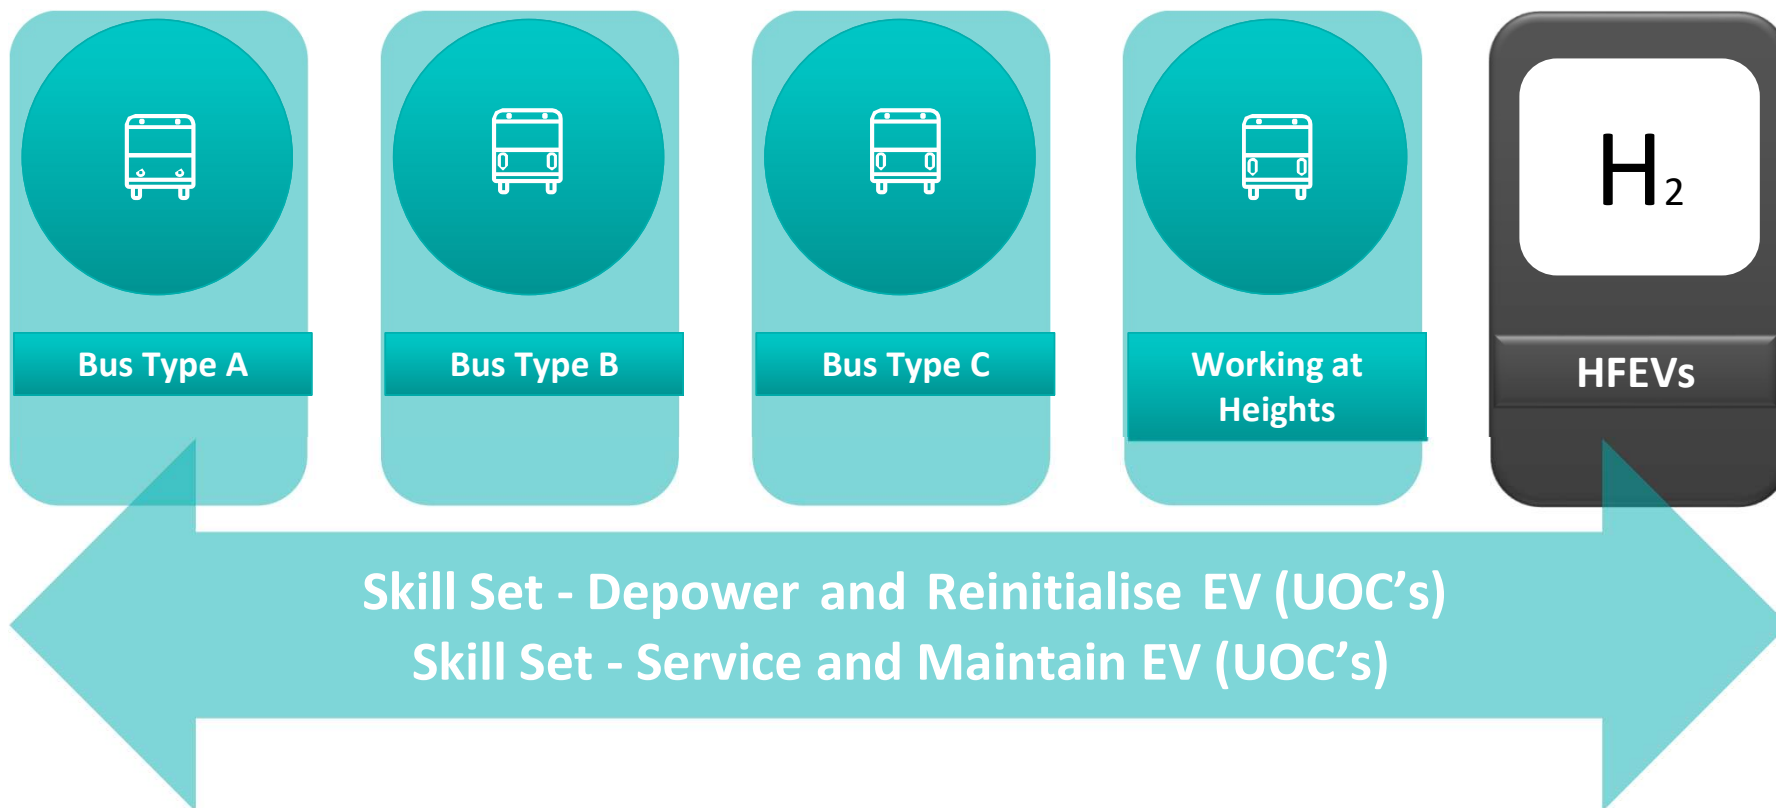 H₂
Bus Type A
Bus Type B
Bus Type C
Working at
Heights
HFEVs
Skill Set - Depower and Reinitialise EV (UOC’s)
Skill Set - Service and Maintain EV (UOC’s)